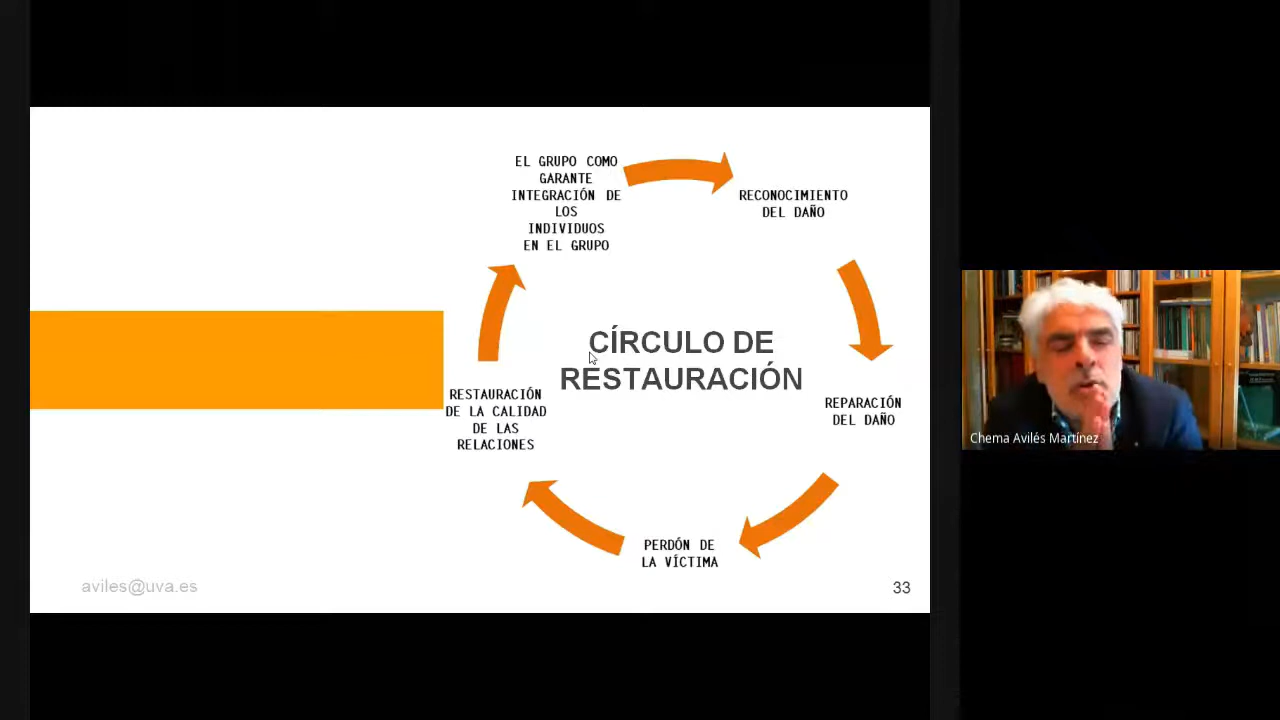 EL GRUPO COMO
GARANTE
INTEGRACIÓN DE
LOS
INDIVIDUOS
EN EL GRUPO
RECONOCIMIENTO
DEL DAÑO
CÍRCULO DE
RESTAURACIÓN
RESTAURACIÓN
DE LA CALIDAD
DE LAS
RELACIONES
REPARACIÓN
DEL DAÑO
PERDÓN DE
LA VÍCTIMA
aviles@uva.es
33
Chema Avilés Martínez